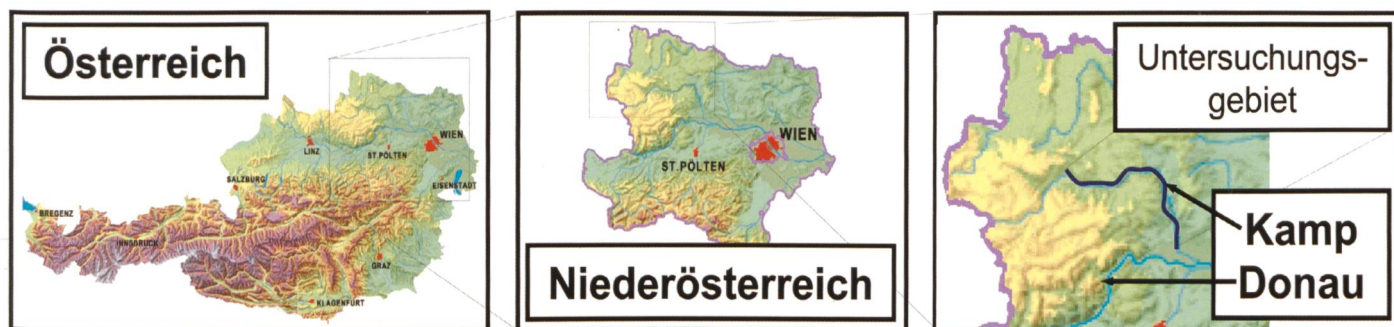 Österreich
WIEN
LINZ
ST.PÖLTEN
SALZBURG
EISENSTADT
BREGENZ
INNSBRUCK
GRAZ
KLAGENFURT
WIEN
ST.PÖLTEN
Niederösterreich
Untersuchungs-
gebiet
Kamp
Donau